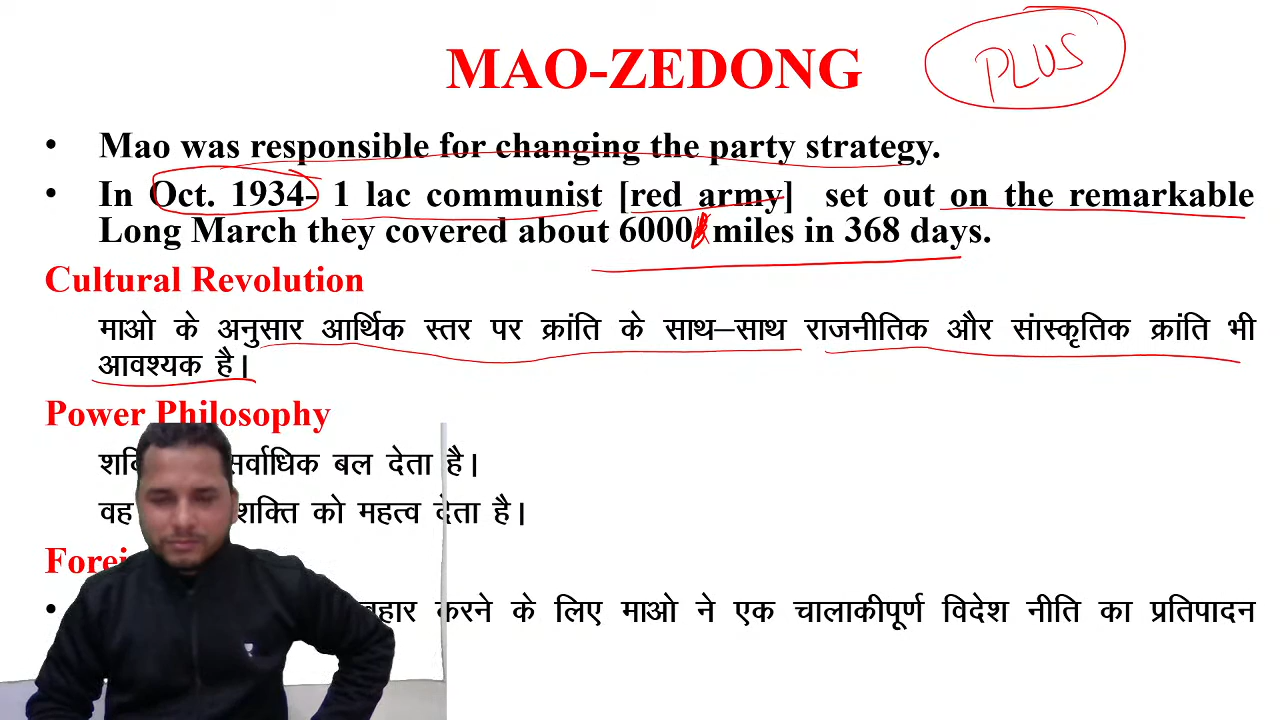 MAO-ZEDONG
PLUS
• Mao was responsible for changing the party strategy.
• In Oct. 1934- 1 lac communist [red army] set out on the remarkable
Long March they covered about 6000 miles in 368 days.
Cultural Revolution
माओ के अनुसार आर्थिक स्तर पर क्रांति के साथ–साथ राजनीतिक और सांस्कृतिक क्रांति भी
आवश्यक है।
Power Philosophy
सर्वाधिक बल देता है।
वह शक्ति को महत्व देता है।
• करने के लिए माओ ने एक चालाकीपूर्ण विदेश नीति का प्रतिपादन